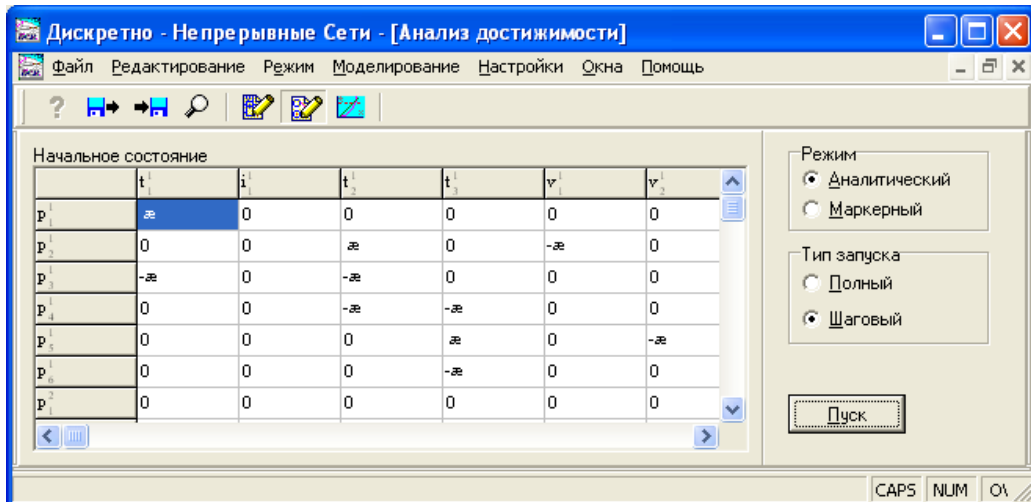 Дискретно - Непрерывные Сети - [Анализ достижимости]
Файл Редактирование Режим Моделирование Настройки Окна Помощь
Начальное состояние
t¹₁ i¹₁ t¹₂ t¹₃ v¹₁ v¹₂
p¹₁ æ 0 0 0 0 0
p¹₂ 0 0 æ 0 -æ 0
p¹₃ -æ 0 -æ 0 0 0
p¹₄ 0 0 -æ -æ 0 0
p¹₅ 0 0 0 æ 0 -æ
p¹₆ 0 0 0 -æ 0 0
p²₁ 0 0 0 0 0 0
Режим
Аналитический
Маркерный
Тип запуска
Полный
Шаговый
Пуск
CAPS NUM